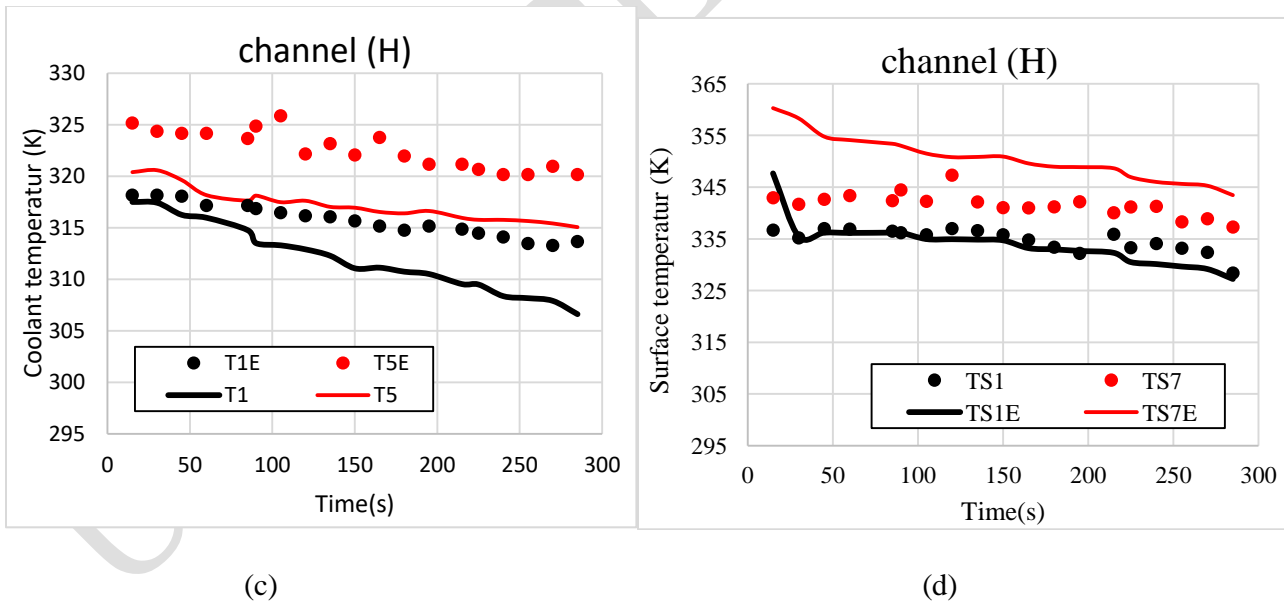 channel (H)
330
325
320
315
310
305
300
295
Coolant temperatur (K)
T1E
T5E
T1
T5
0 50 100 150 200 250 300
Time(s)
(c)
channel (H)
365
355
345
335
325
315
305
295
Surface temperatur (K)
TS1
TS7
TS1E
TS7E
0 50 100 150 200 250 300
Time(s)
(d)